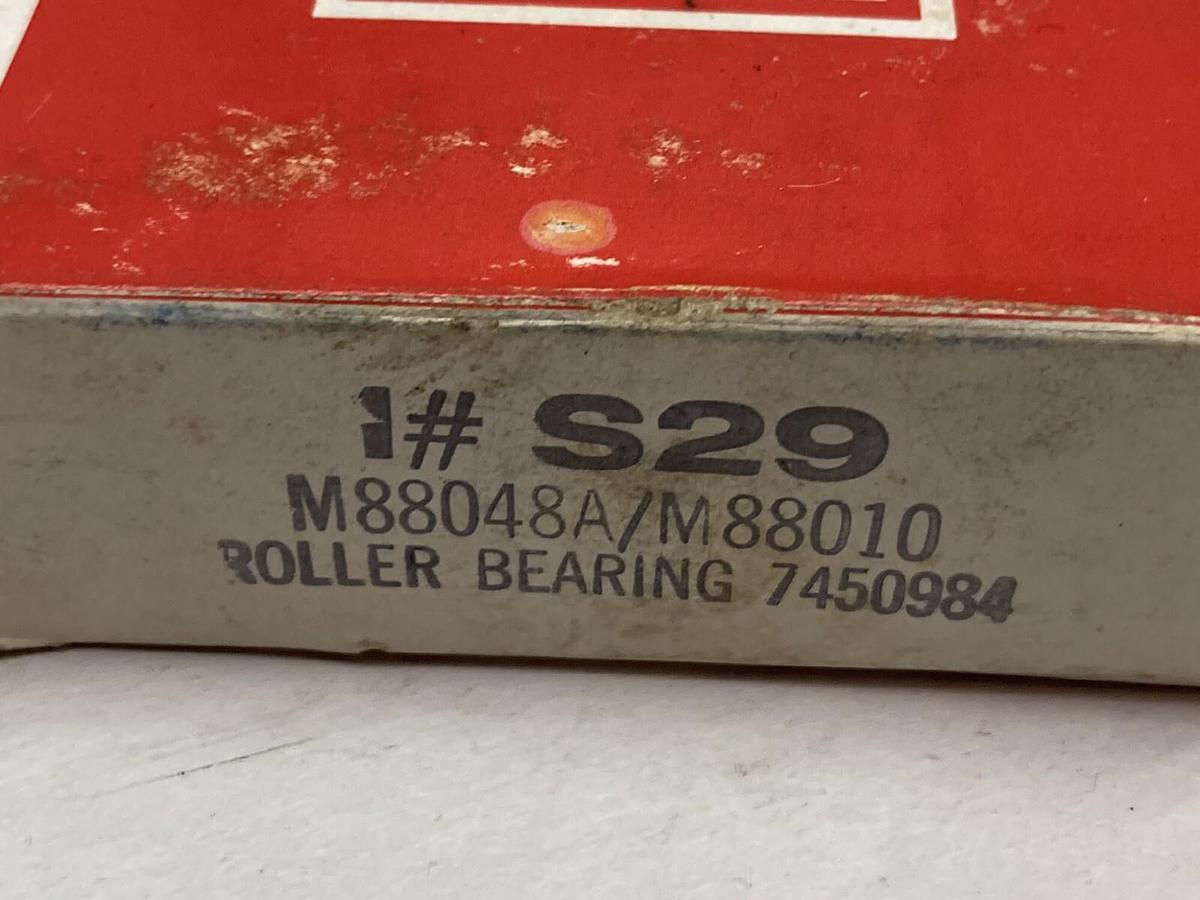 1# S29
M88048A/M88010
ROLLER BEARING 7450984